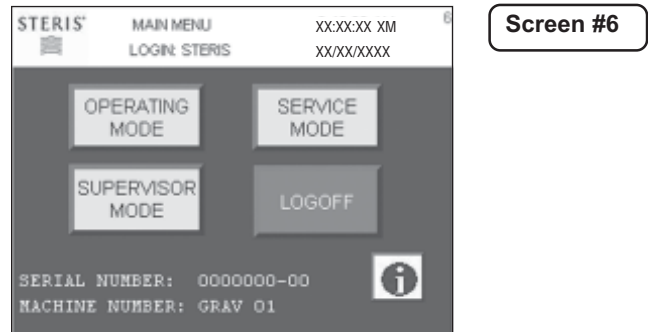 STERIS®
MAIN MENU
XX:XX:XX XM
6
LOGIN: STERIS
XX/XX/XXXX
OPERATING
MODE
SERVICE
MODE
SUPERVISOR
MODE
LOGOFF
i
SERIAL NUMBER: 0000000-00
MACHINE NUMBER: GRAV 01
Screen #6